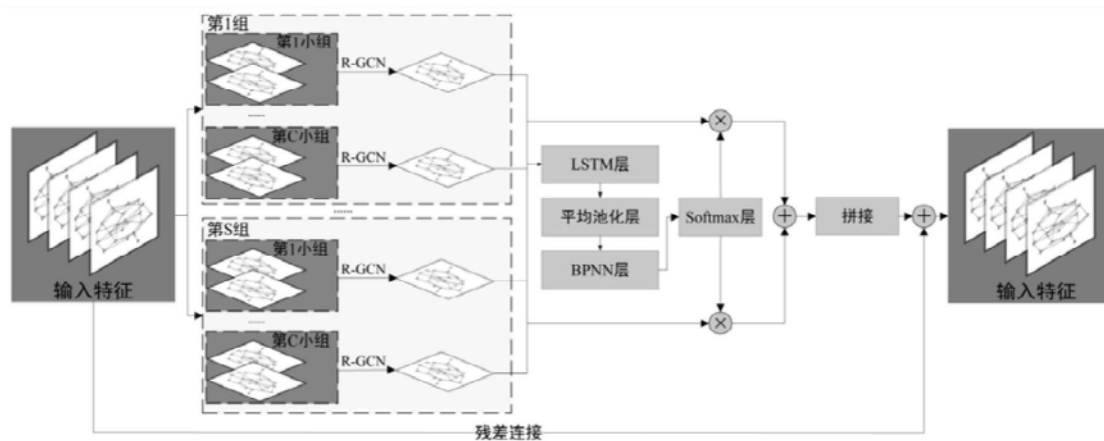 第1组
第1小组
R-GCN
......
第C小组
R-GCN
......
第S组
第1小组
R-GCN
......
第C小组
R-GCN
输入特征
LSTM层
平均池化层
BPNN层
Softmax层
拼接
输入特征
残差连接